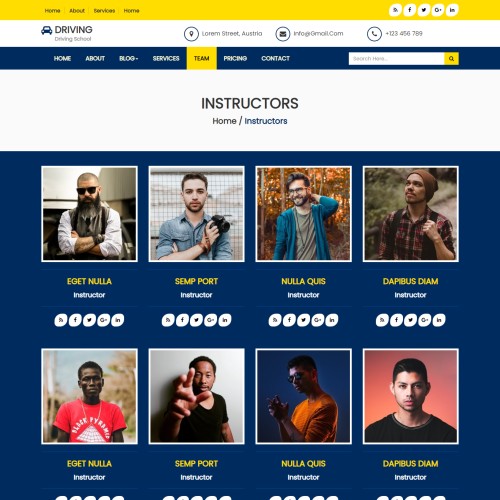 Home About Services Home
DRIVING
Driving School
Lorem Street, Austria
Info@Gmail.Com
+123 456 789
HOME ABOUT BLOG SERVICES TEAM PRICING CONTACT
Search Here...
INSTRUCTORS
Home / Instructors
EGET NULLA SEMP PORT NULLA QUIS DAPIBUS DIAM
Instructor Instructor Instructor Instructor
BLACK PYRAMID
EGET NULLA SEMP PORT NULLA QUIS DAPIBUS DIAM
Instructor Instructor Instructor Instructor